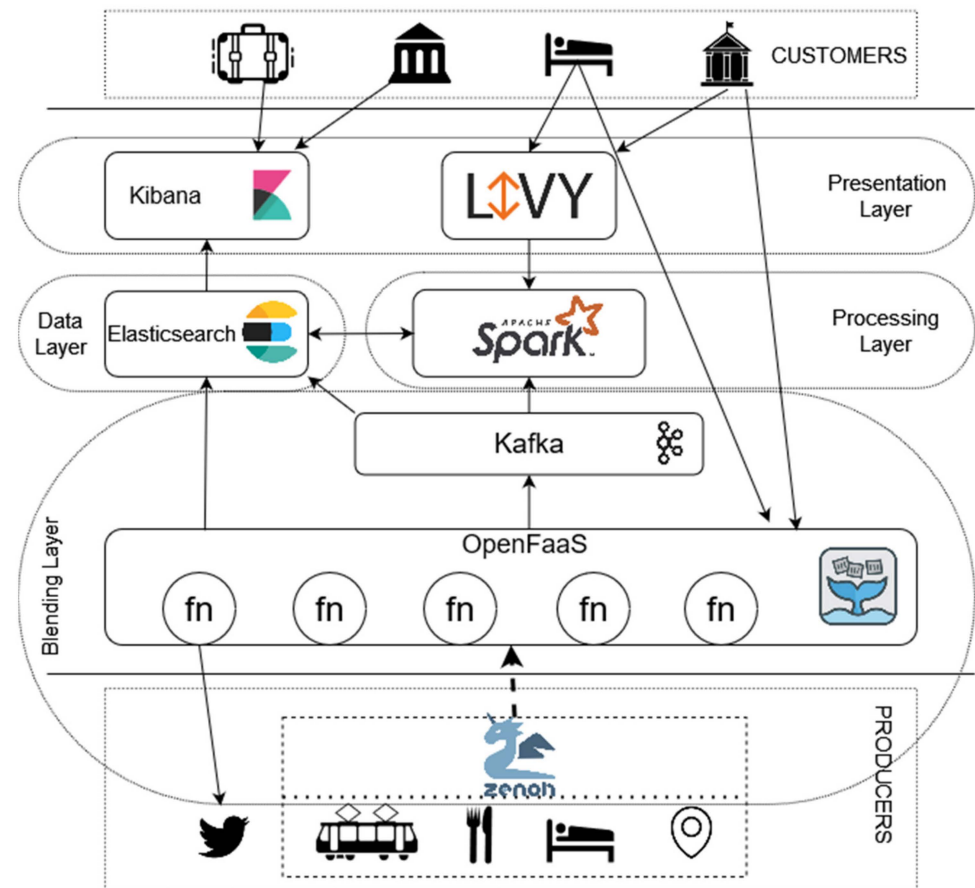 CUSTOMERS
Kibana
LIVY
Presentation
Layer
Data
Layer
Elasticsearch
APACHE
Spark
Processing
Layer
Kafka
Blending Layer
OpenFaaS
fn
fn
fn
fn
fn
zenoh
PRODUCERS